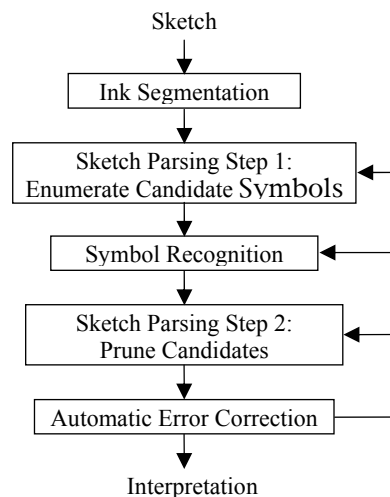 Sketch
Ink Segmentation
Sketch Parsing Step 1:
Enumerate Candidate Symbols
Symbol Recognition
Sketch Parsing Step 2:
Prune Candidates
Automatic Error Correction
Interpretation